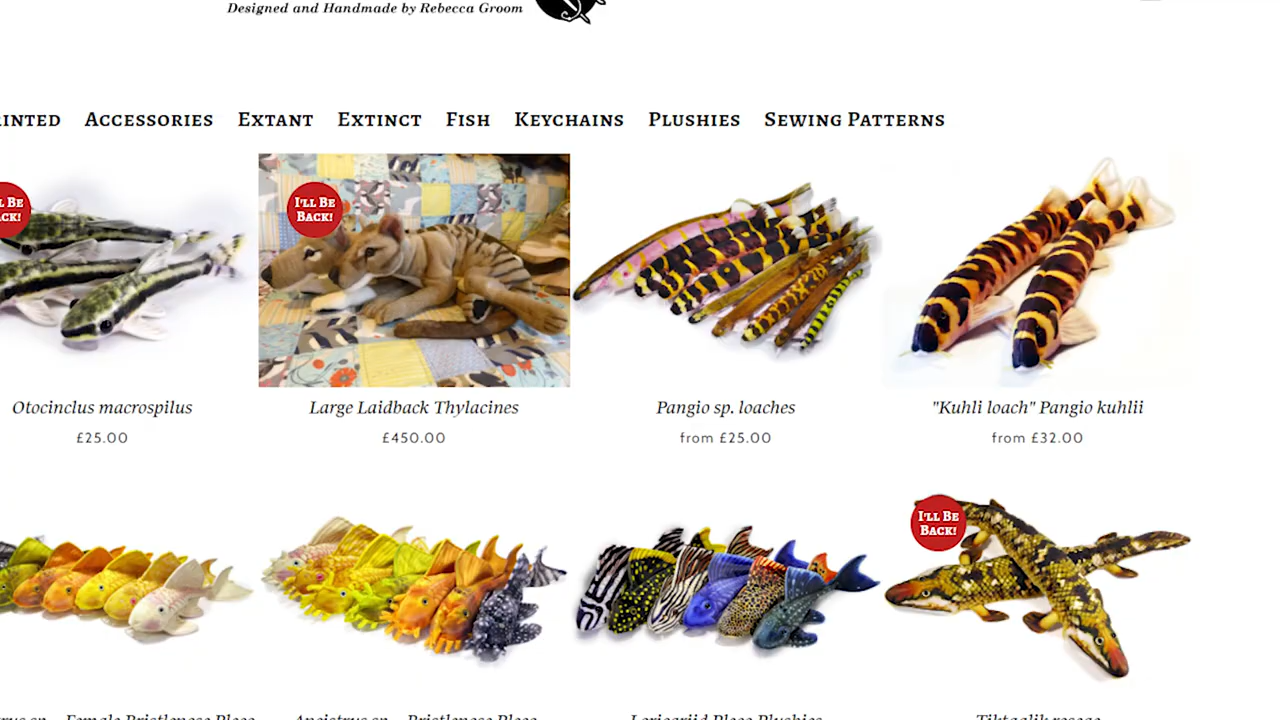 Designed and Handmade by Rebecca Groom
Accessories Extant Extinct Fish Keychains Plushies Sewing Patterns
I'll Be
Back!
Otocinclus macrospilus
£25.00
Large Laidback Thylacines
£450.00
Pangio sp. loaches
from £25.00
"Kuhli loach" Pangio kuhlii
from £32.00
I'll Be
Back!